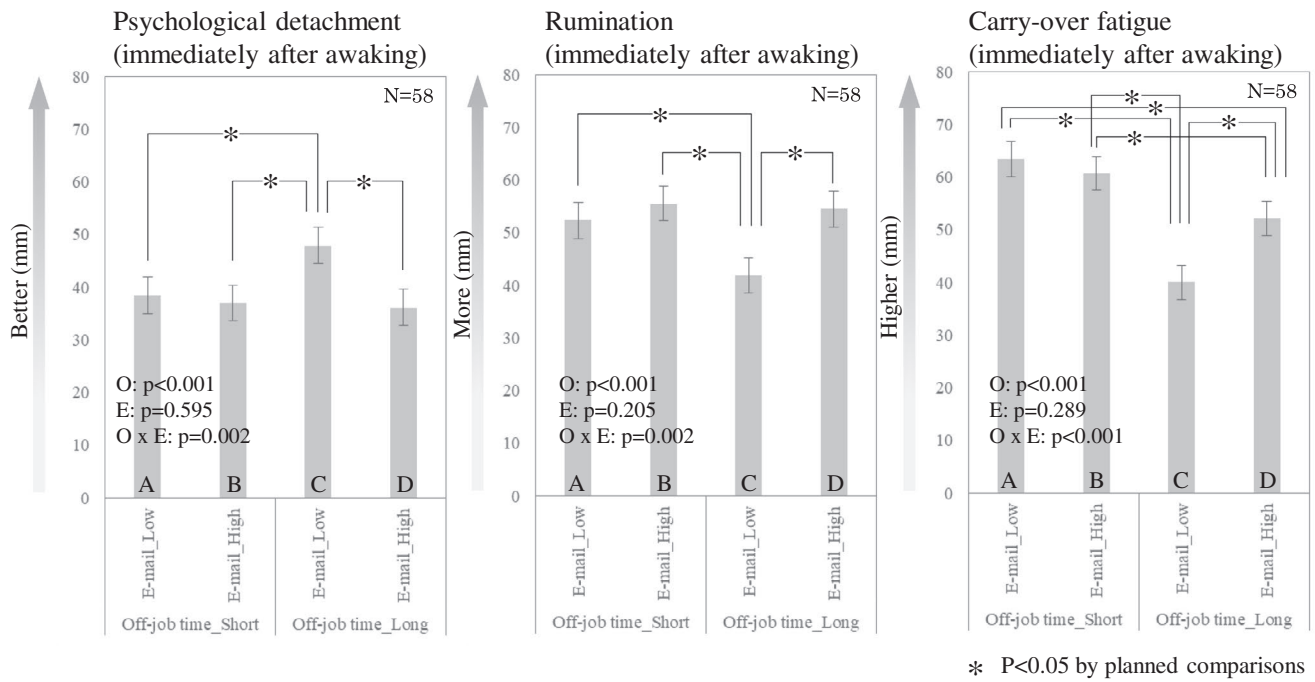 Psychological detachment
(immediately after awaking)
80
70
60
50
40
30
20
10
0
Better (mm)
N=58
*
*
*
O: p<0.001
E: p=0.595
O x E: p=0.002
A
B
C
D
E-mail_Low
E-mail_High
E-mail_Low
E-mail_High
Off-job time_Short
Off-job time_Long
Rumination
(immediately after awaking)
80
70
60
50
40
30
20
10
0
More (mm)
N=58
*
*
*
O: p<0.001
E: p=0.205
O x E: p=0.002
A
B
C
D
E-mail_Low
E-mail_High
E-mail_Low
E-mail_High
Off-job time_Short
Off-job time_Long
Carry-over fatigue
(immediately after awaking)
80
70
60
50
40
30
20
10
0
Higher (mm)
N=58
*
*
*
*
*
O: p<0.001
E: p=0.289
O x E: p<0.001
A
B
C
D
E-mail_Low
E-mail_High
E-mail_Low
E-mail_High
Off-job time_Short
Off-job time_Long
* P<0.05 by planned comparisons